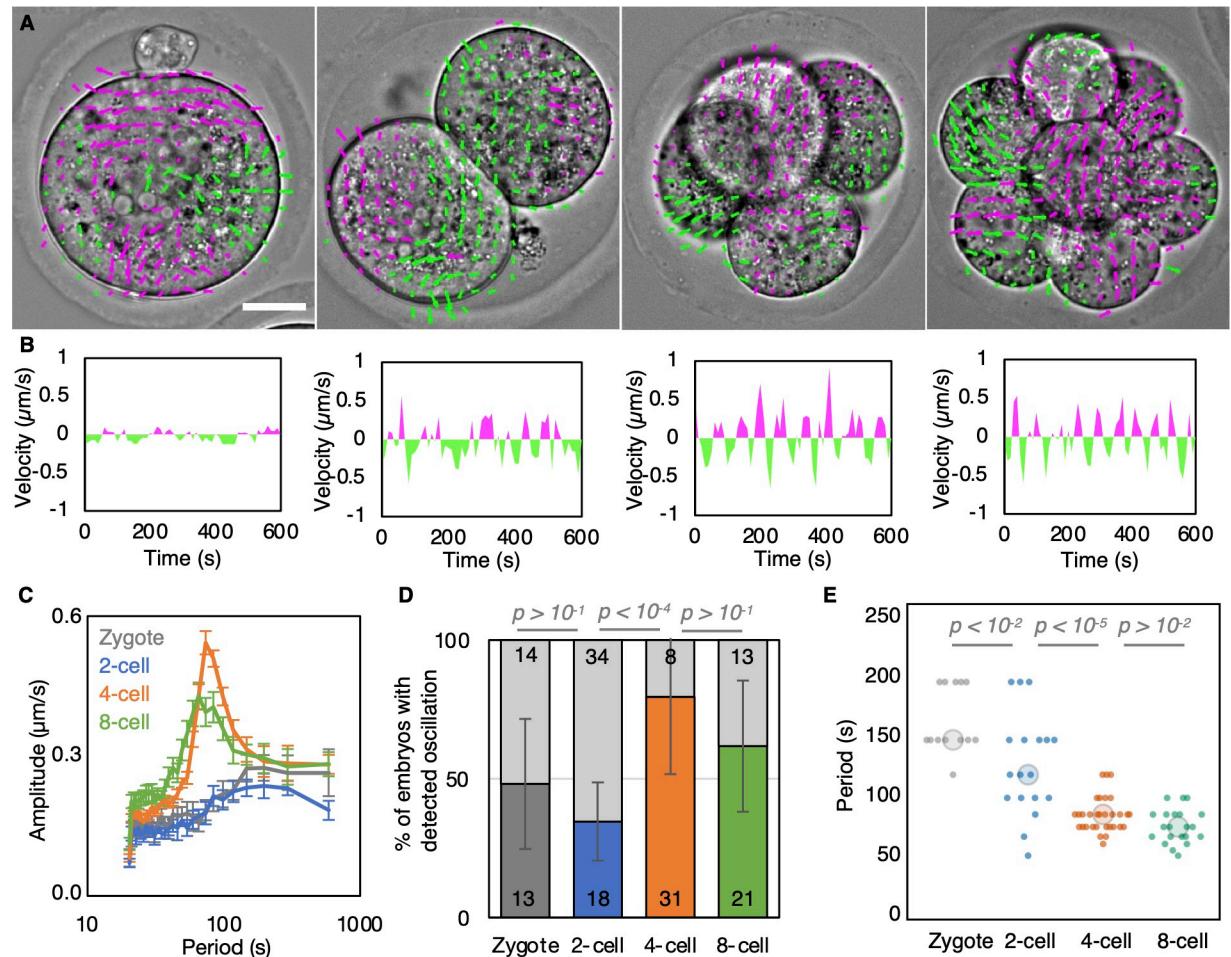 A
B
1
0.5
0
-0.5
-1
Velocity (µm/s)
0 200 400 600
Time (s)
1
0.5
0
-0.5
-1
Velocity (µm/s)
0 200 400 600
Time (s)
1
0.5
0
-0.5
-1
Velocity (µm/s)
0 200 400 600
Time (s)
1
0.5
0
-0.5
-1
Velocity (µm/s)
0 200 400 600
Time (s)
C
0.6
0.3
0.0
Amplitude (µm/s)
Zygote
2-cell
4-cell
8-cell
10 100 1000
Period (s)
D
p > 10-1 p < 10-4 p > 10-1
100
50
0
% of embryos with
detected oscillation
14 34 8 13
13 18 31 21
Zygote 2-cell 4-cell 8-cell
E
p < 10-2 p < 10-5 p > 10-2
250
200
150
100
50
0
Period (s)
Zygote 2-cell 4-cell 8-cell